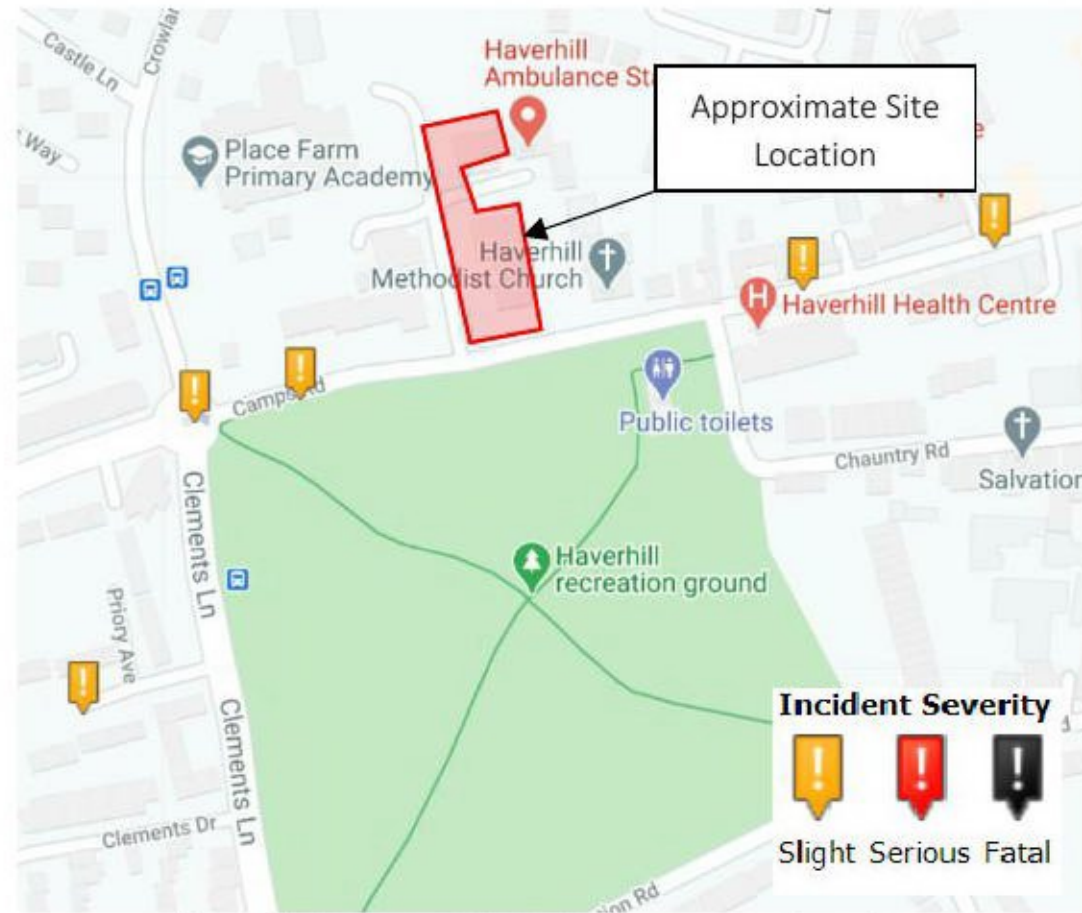 Castle Ln
Crowla
Way
Haverhill
Ambulance St
Approximate Site
Location
Place Farm
Primary Academy
Haverhill
Methodist Church
H
Haverhill Health Centre
Camps Rd
Public toilets
Chauntry Rd
Salvation
Clements Ln
Haverhill
recreation ground
Priory Ave
Clements Ln
Clements Dr
Incident Severity
! ! !
Slight Serious Fatal
tion Rd